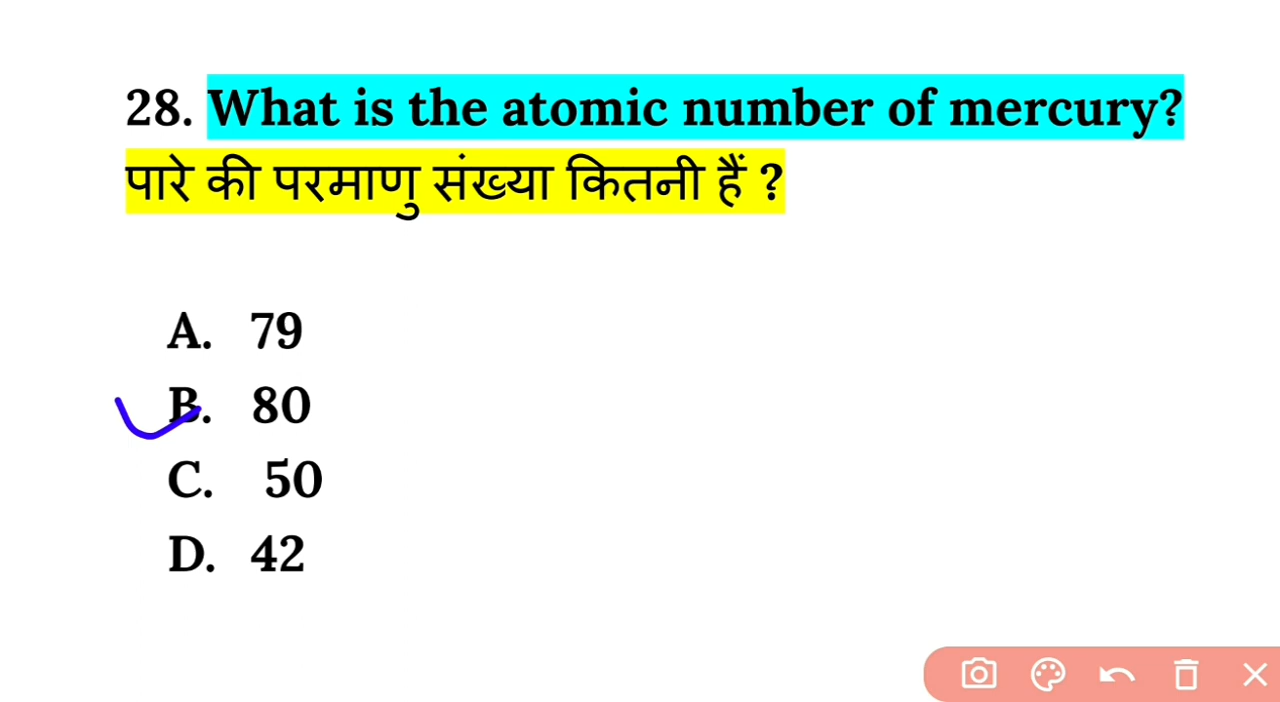 28. What is the atomic number of mercury?
पारे की परमाणु संख्या कितनी हैं ?
A. 79
B. 80
C. 50
D. 42